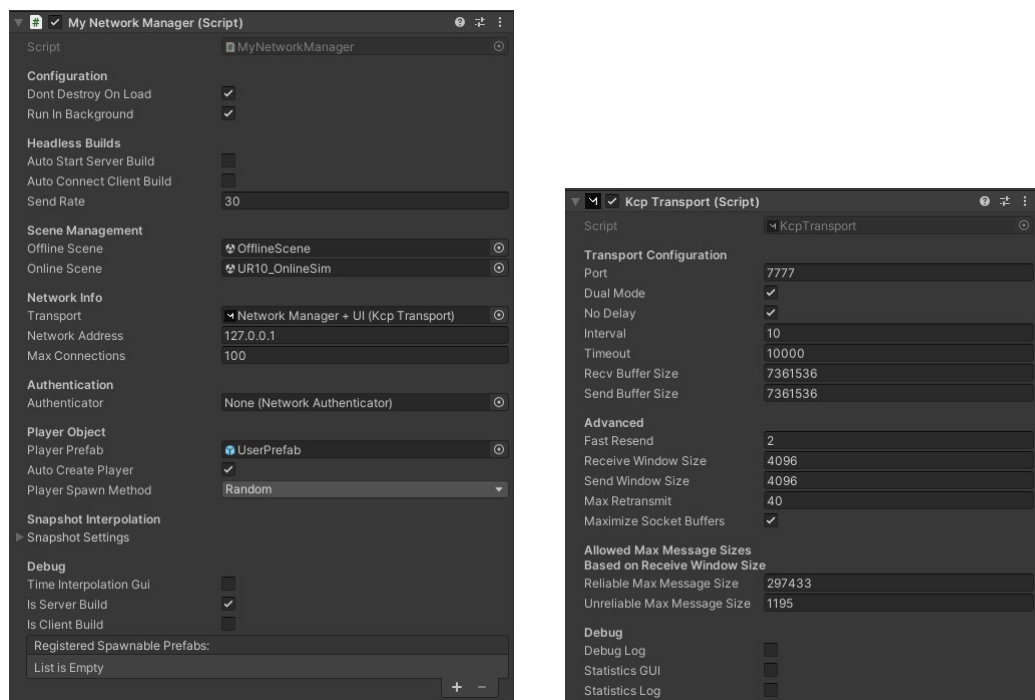 My Network Manager (Script)
Script MyNetworkManager
Configuration
Dont Destroy On Load
Run In Background
Headless Builds
Auto Start Server Build
Auto Connect Client Build
Send Rate 30
Scene Management
Offline Scene OfflineScene
Online Scene UR10_OnlineSim
Network Info
Transport Network Manager + UI (Kcp Transport)
Network Address 127.0.0.1
Max Connections 100
Authentication
Authenticator None (Network Authenticator)
Player Object
Player Prefab UserPrefab
Auto Create Player
Player Spawn Method Random
Snapshot Interpolation
Snapshot Settings
Debug
Time Interpolation Gui
Is Server Build
Is Client Build
Registered Spawnable Prefabs:
List is Empty
+ −
Kcp Transport (Script)
Script KcpTransport
Transport Configuration
Port 7777
Dual Mode
No Delay
Interval 10
Timeout 10000
Recv Buffer Size 7361536
Send Buffer Size 7361536
Advanced
Fast Resend 2
Receive Window Size 4096
Send Window Size 4096
Max Retransmit 40
Maximize Socket Buffers
Allowed Max Message Sizes
Based on Receive Window Size
Reliable Max Message Size 297433
Unreliable Max Message Size 1195
Debug
Debug Log
Statistics GUI
Statistics Log